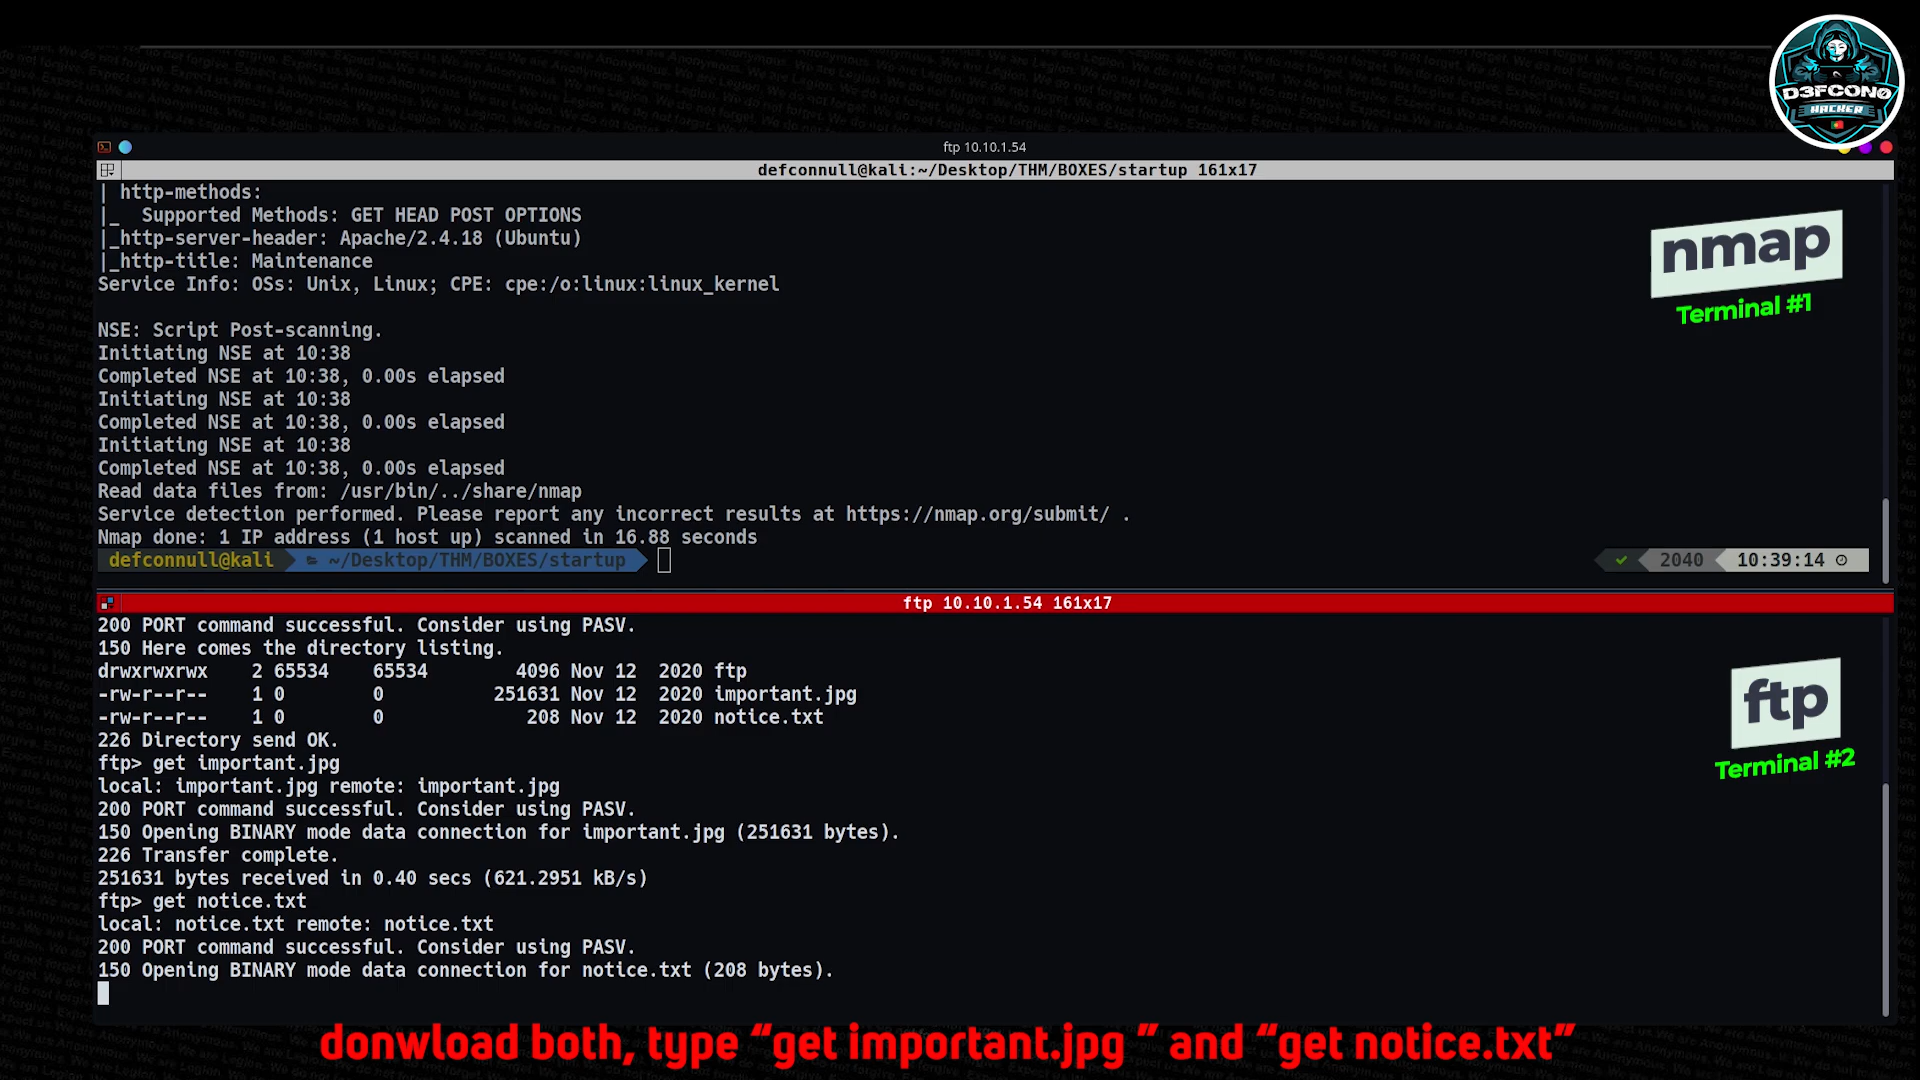 D3FCON0
HACKER
ftp 10.10.1.54
defconnull@kali:~/Desktop/THM/BOXES/startup 161x17
| http-methods:
|_  Supported Methods: GET HEAD POST OPTIONS
|_http-server-header: Apache/2.4.18 (Ubuntu)
|_http-title: Maintenance
Service Info: OSs: Unix, Linux; CPE: cpe:/o:linux:linux_kernel
nmap
Terminal #1
NSE: Script Post-scanning.
Initiating NSE at 10:38
Completed NSE at 10:38, 0.00s elapsed
Initiating NSE at 10:38
Completed NSE at 10:38, 0.00s elapsed
Initiating NSE at 10:38
Completed NSE at 10:38, 0.00s elapsed
Read data files from: /usr/bin/../share/nmap
Service detection performed. Please report any incorrect results at https://nmap.org/submit/ .
Nmap done: 1 IP address (1 host up) scanned in 16.88 seconds
defconnull@kali ~/Desktop/THM/BOXES/startup 2040 10:39:14
ftp 10.10.1.54 161x17
200 PORT command successful. Consider using PASV.
150 Here comes the directory listing.
drwxrwxrwx    2 65534    65534        4096 Nov 12  2020 ftp
-rw-r--r--    1 0        0          251631 Nov 12  2020 important.jpg
-rw-r--r--    1 0        0             208 Nov 12  2020 notice.txt
226 Directory send OK.
ftp> get important.jpg
local: important.jpg remote: important.jpg
200 PORT command successful. Consider using PASV.
150 Opening BINARY mode data connection for important.jpg (251631 bytes).
226 Transfer complete.
251631 bytes received in 0.40 secs (621.2951 kB/s)
ftp> get notice.txt
local: notice.txt remote: notice.txt
200 PORT command successful. Consider using PASV.
150 Opening BINARY mode data connection for notice.txt (208 bytes).
ftp
Terminal #2
donwload both, type “get important.jpg ” and “get notice.txt”